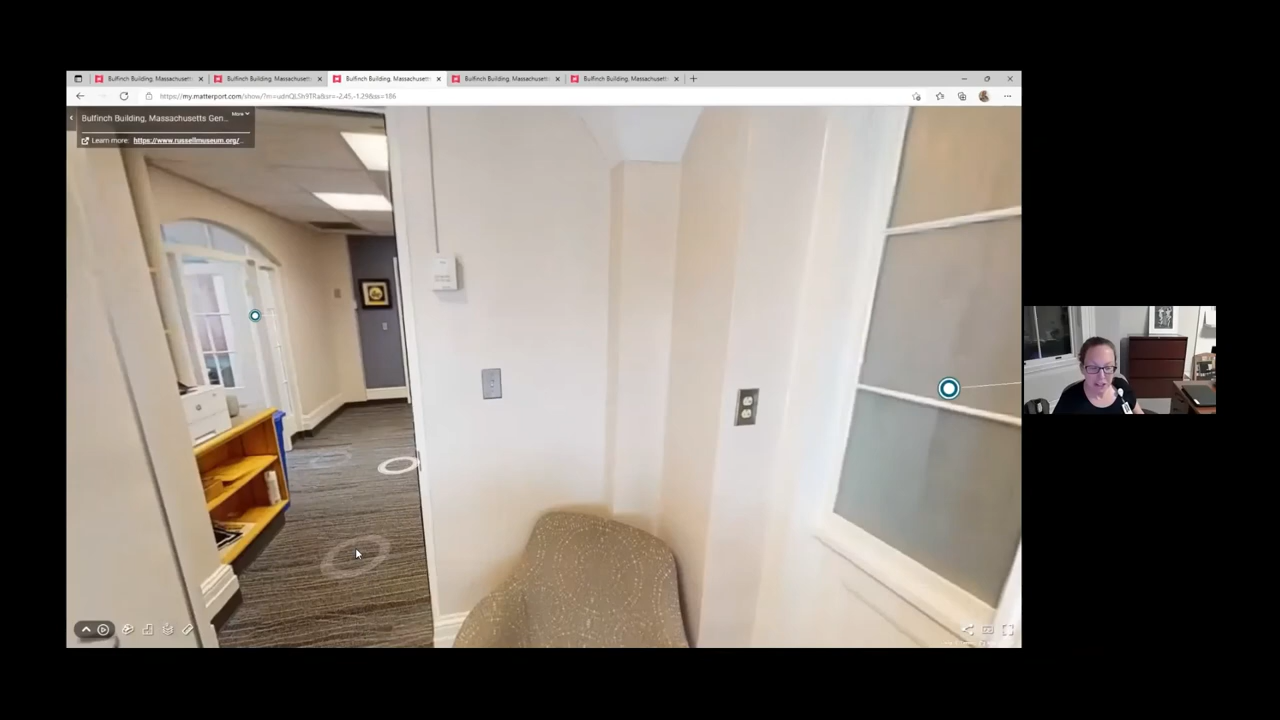 Bulfinch Building, Massachusetts
Bulfinch Building, Massachusetts
Bulfinch Building, Massachusetts
Bulfinch Building, Massachusetts
Bulfinch Building, Massachusetts
Bulfinch Building, Massachusetts Gen...
More
Learn more: https://www.russellmuseum.org/...